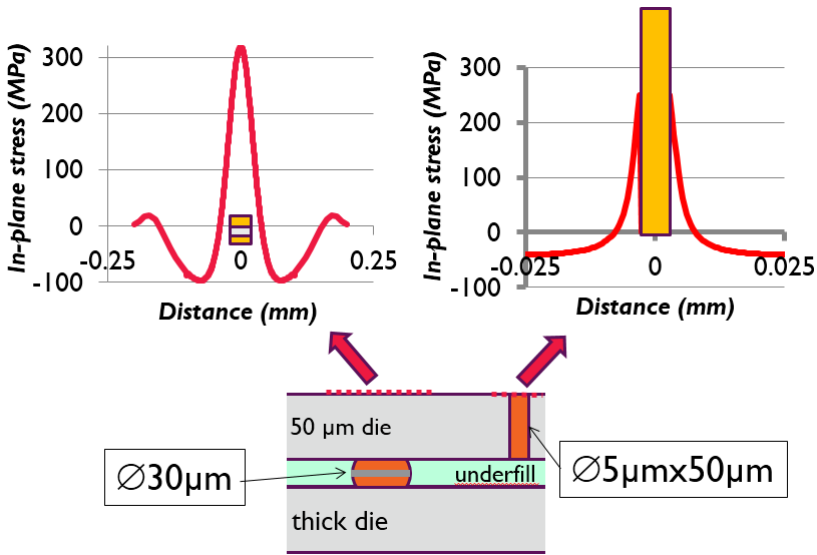 In-plane stress (MPa)
300
200
100
0
-100
-0.25
0
0.25
Distance (mm)
In-plane stress (MPa)
300
200
100
0
-100
-0.025
0
0.025
Distance (mm)
50 µm die
∅30µm
underfill
∅5µmx50µm
thick die